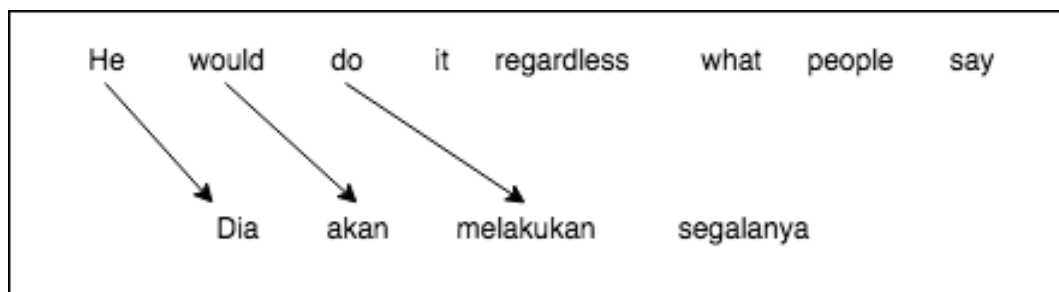 He would do it regardless what people say
Dia akan melakukan segalanya